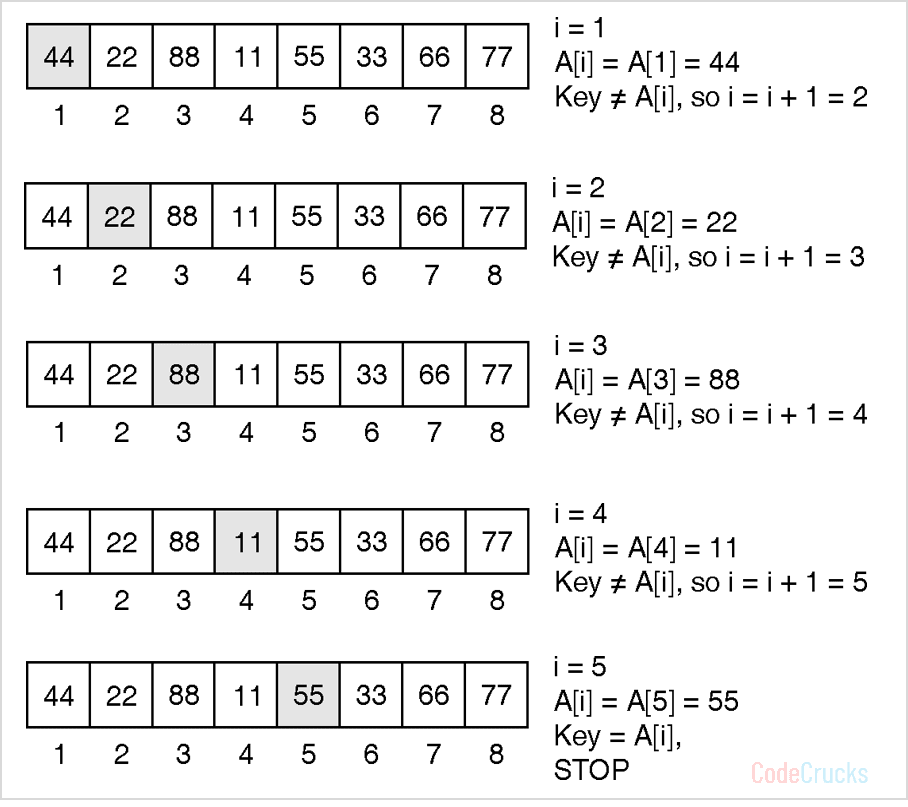 44 22 88 11 55 33 66 77
1 2 3 4 5 6 7 8
i = 1
A[i] = A[1] = 44
Key ≠ A[i], so i = i + 1 = 2
44 22 88 11 55 33 66 77
1 2 3 4 5 6 7 8
i = 2
A[i] = A[2] = 22
Key ≠ A[i], so i = i + 1 = 3
44 22 88 11 55 33 66 77
1 2 3 4 5 6 7 8
i = 3
A[i] = A[3] = 88
Key ≠ A[i], so i = i + 1 = 4
44 22 88 11 55 33 66 77
1 2 3 4 5 6 7 8
i = 4
A[i] = A[4] = 11
Key ≠ A[i], so i = i + 1 = 5
44 22 88 11 55 33 66 77
1 2 3 4 5 6 7 8
i = 5
A[i] = A[5] = 55
Key = A[i],
STOP
CodeCrucks